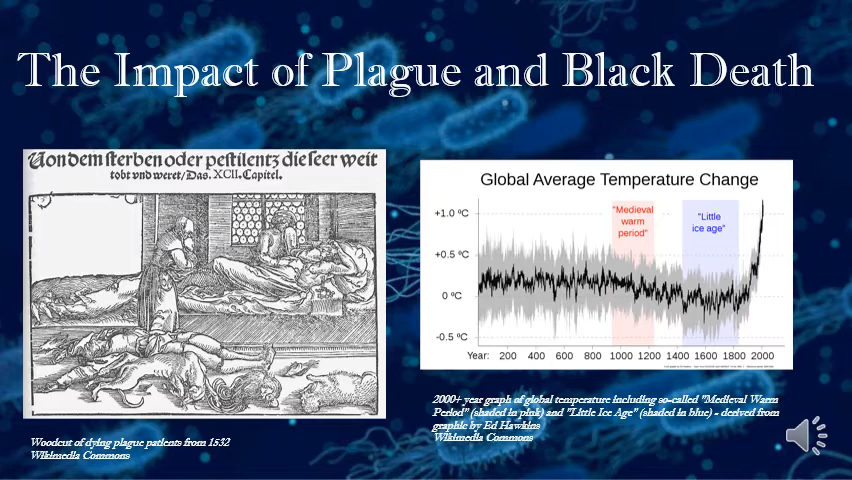 The Impact of Plague and Black Death
Von dem sterben oder pestilentz die seer weit
tobt vnd weret/Das. XCII. Capitel.
Woodcut of dying plague patients from 1532
Wikimedia Commons
Global Average Temperature Change
+1.0 ºC
+0.5 ºC
0 ºC
-0.5 ºC
"Medieval
warm
period"
"Little
ice age"
Year: 200 400 600 800 1000 1200 1400 1600 1800 2000
2000+ year graph of global temperature including so-called "Medieval Warm
Period" (shaded in pink) and "Little Ice Age" (shaded in blue) - derived from
graphic by Ed Hawkins
Wikimedia Commons